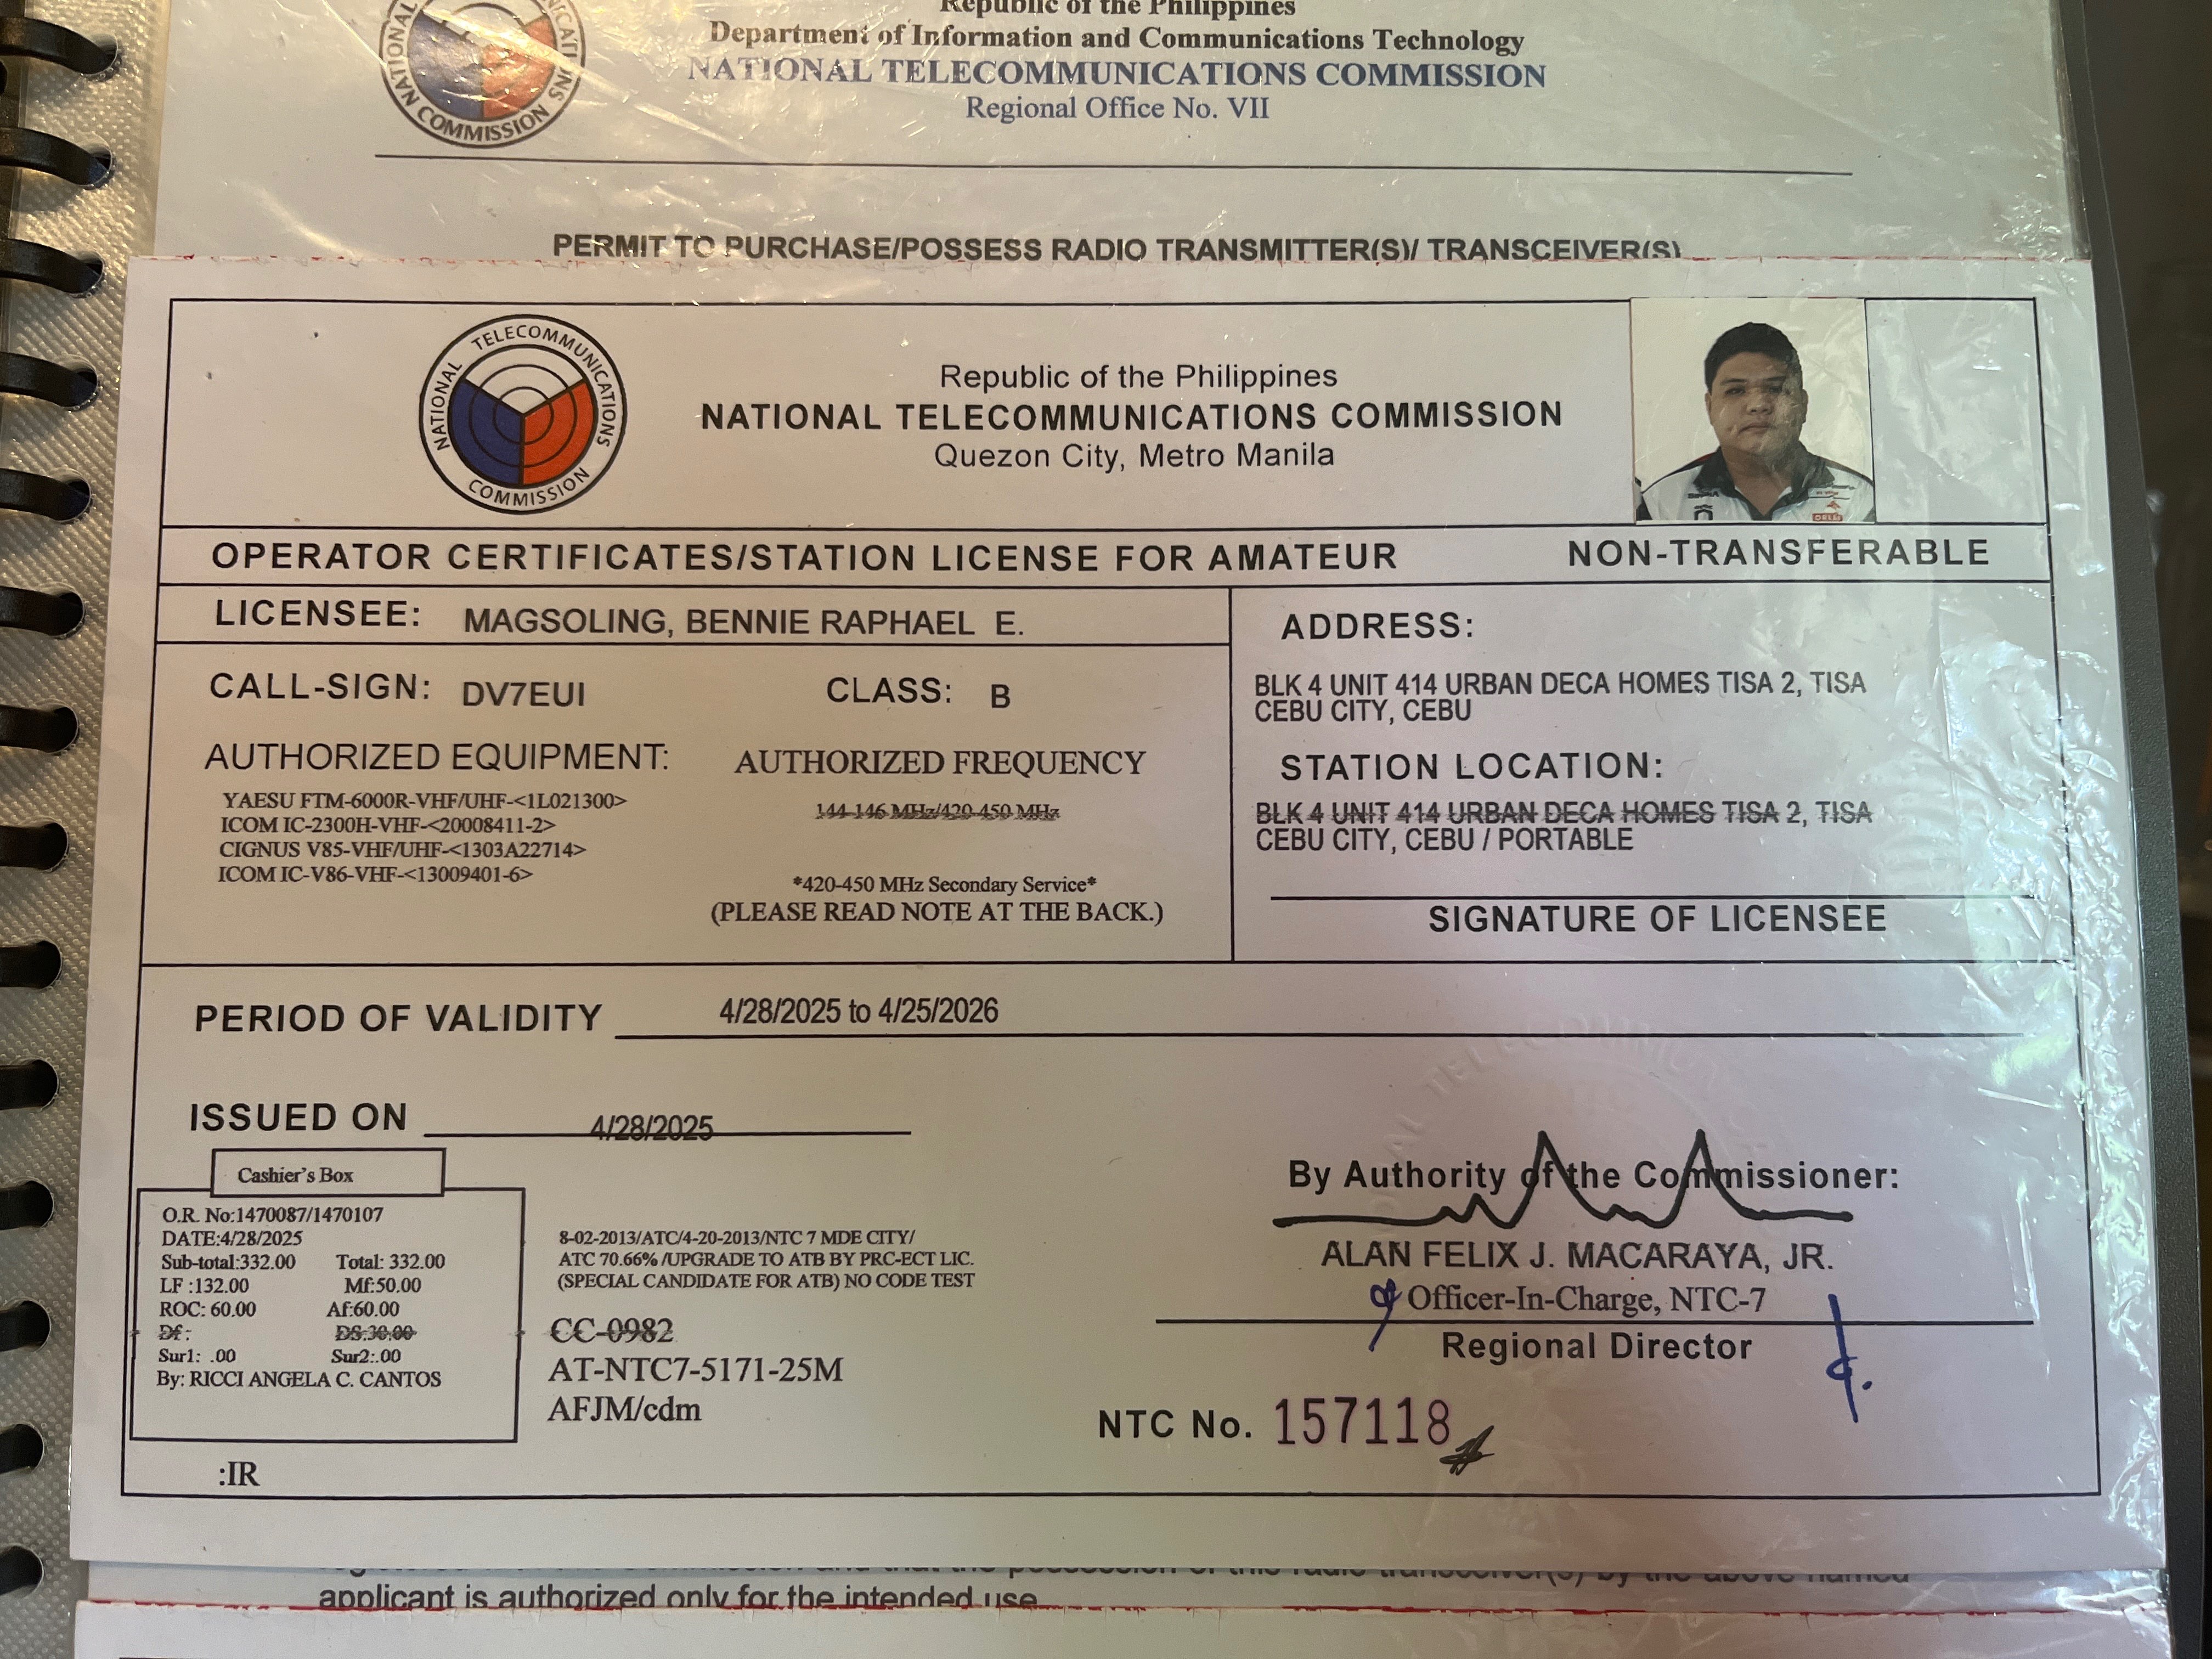 Republic of the Philippines
Department of Information and Communications Technology
NATIONAL TELECOMMUNICATIONS COMMISSION
Regional Office No. VII
NATIONAL COMMISSION
PERMIT TO PURCHASE/POSSESS RADIO TRANSMITTER(S)/ TRANSCEIVER(S)
NATIONAL TELECOMMUNICATIONS COMMISSION
Republic of the Philippines
NATIONAL TELECOMMUNICATIONS COMMISSION
Quezon City, Metro Manila
OPERATOR CERTIFICATES/STATION LICENSE FOR AMATEUR NON-TRANSFERABLE
LICENSEE: MAGSOLING, BENNIE RAPHAEL E.
CALL-SIGN: DV7EUI CLASS: B
AUTHORIZED EQUIPMENT:
YAESU FTM-6000R-VHF/UHF-<1L021300>
ICOM IC-2300H-VHF-<20008411-2>
CIGNUS V85-VHF/UHF-<1303A22714>
ICOM IC-V86-VHF-<13009401-6>
AUTHORIZED FREQUENCY
144-146 MHz/420-450 MHz
*420-450 MHz Secondary Service*
(PLEASE READ NOTE AT THE BACK.)
ADDRESS:
BLK 4 UNIT 414 URBAN DECA HOMES TISA 2, TISA
CEBU CITY, CEBU
STATION LOCATION:
BLK 4 UNIT 414 URBAN DECA HOMES TISA 2, TISA
CEBU CITY, CEBU / PORTABLE
SIGNATURE OF LICENSEE
PERIOD OF VALIDITY 4/28/2025 to 4/25/2026
ISSUED ON 4/28/2025
Cashier's Box
O.R. No:1470087/1470107
DATE:4/28/2025
Sub-total:332.00 Total: 332.00
LF :132.00 Mf:50.00
ROC: 60.00 Af:60.00
Df: DS:30.00
Sur1: .00 Sur2:.00
By: RICCI ANGELA C. CANTOS
:IR
8-02-2013/ATC/4-20-2013/NTC 7 MDE CITY/
ATC 70.66% /UPGRADE TO ATB BY PRC-ECT LIC.
(SPECIAL CANDIDATE FOR ATB) NO CODE TEST
CC-0982
AT-NTC7-5171-25M
AFJM/cdm
By Authority of the Commissioner:
ALAN FELIX J. MACARAYA, JR.
Officer-In-Charge, NTC-7
Regional Director
NTC No. 157118
applicant is authorized only for the intended use